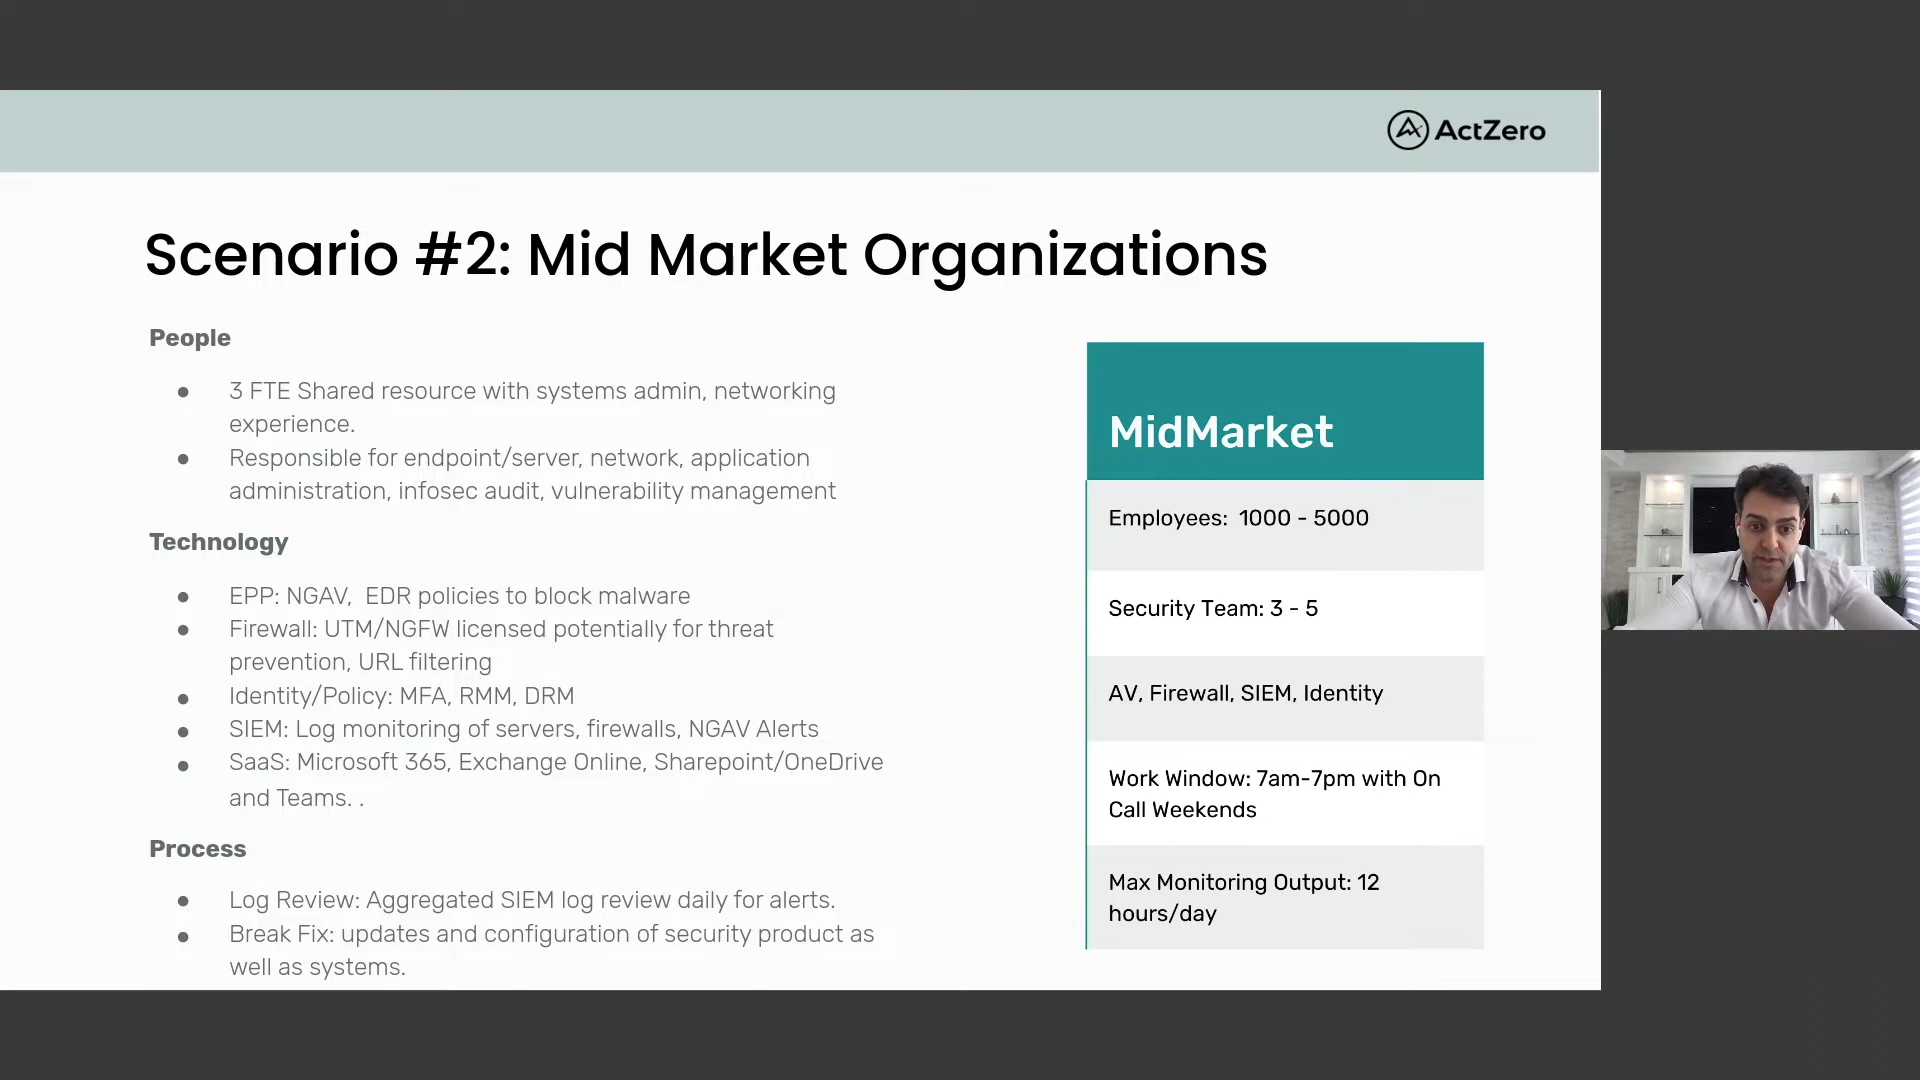 ActZero
Scenario #2: Mid Market Organizations
People
● 3 FTE Shared resource with systems admin, networking
experience.
● Responsible for endpoint/server, network, application
administration, infosec audit, vulnerability management
Technology
● EPP: NGAV,  EDR policies to block malware
● Firewall: UTM/NGFW licensed potentially for threat
prevention, URL filtering
● Identity/Policy: MFA, RMM, DRM
● SIEM: Log monitoring of servers, firewalls, NGAV Alerts
● SaaS: Microsoft 365, Exchange Online, Sharepoint/OneDrive
and Teams. .
Process
● Log Review: Aggregated SIEM log review daily for alerts.
● Break Fix: updates and configuration of security product as
well as systems.
MidMarket
Employees:  1000 - 5000
Security Team: 3 - 5
AV, Firewall, SIEM, Identity
Work Window: 7am-7pm with On
Call Weekends
Max Monitoring Output: 12
hours/day